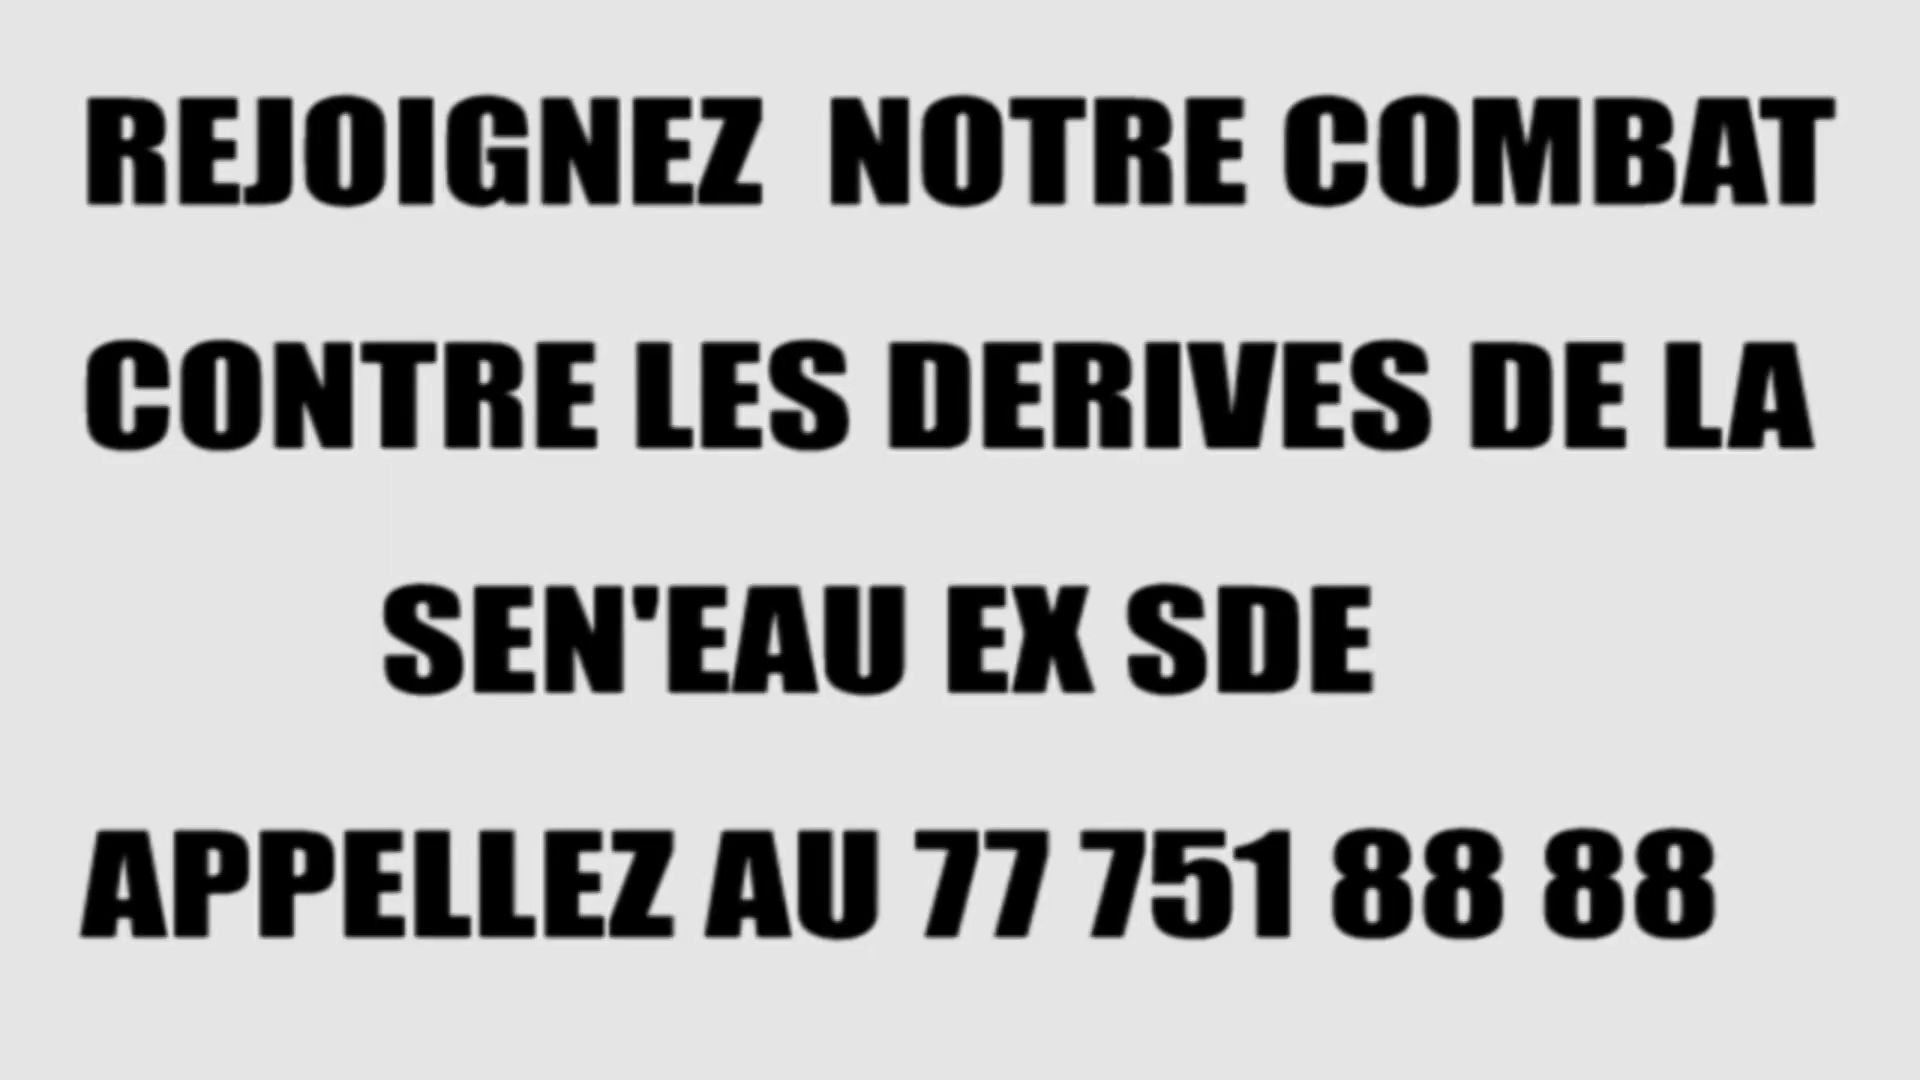 REJOIGNEZ  NOTRE COMBAT
CONTRE LES DERIVES DE LA
SEN'EAU EX SDE
APPELLEZ AU 77 751 88 88